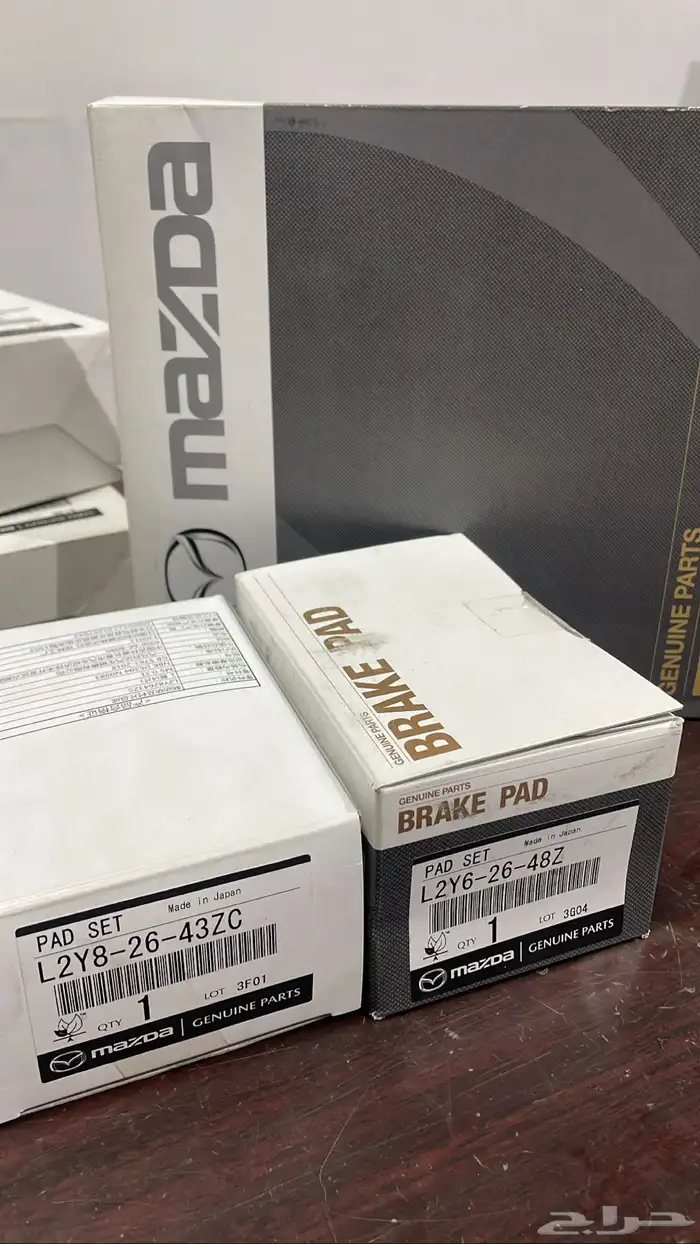 mazda
GENUINE PARTS
GENUINE PARTS
BRAKE PAD
GENUINE PARTS
BRAKE PAD
Made in Japan
PAD SET
L2Y6-26-48Z
QTY 1 LOT 3G04
mazda | GENUINE PARTS
Made in Japan
PAD SET
L2Y8-26-43ZC
QTY 1 LOT 3F01
mazda | GENUINE PARTS
حراج